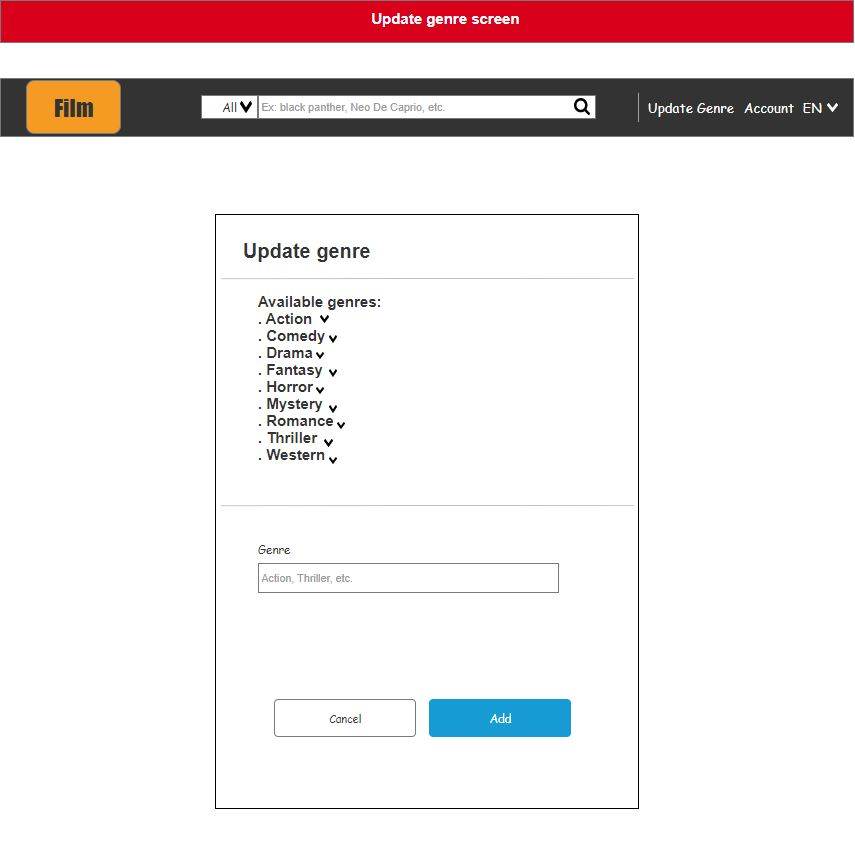 Update genre screen
Film
All
Ex: black panther, Neo De Caprio, etc.
Update Genre Account EN
Update genre
Available genres:
. Action
. Comedy
. Drama
. Fantasy
. Horror
. Mystery
. Romance
. Thriller
. Western
Genre
Action, Thriller, etc.
Cancel
Add